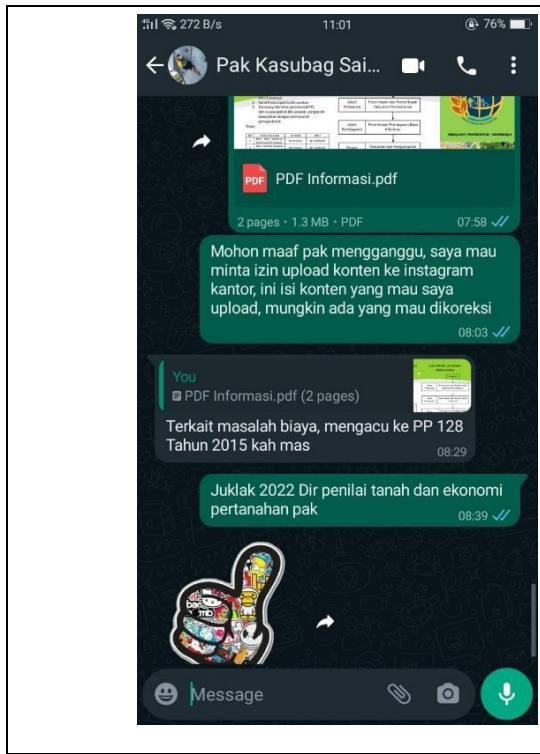 272 B/s 11:01 76%
Pak Kasubag Sai...
PDF PDF Informasi.pdf
2 pages • 1.3 MB • PDF 07:58
Mohon maaf pak mengganggu, saya mau
minta izin upload konten ke instagram
kantor, ini isi konten yang mau saya
upload, mungkin ada yang mau dikoreksi
08:03
You
PDF Informasi.pdf (2 pages)
Terkait masalah biaya, mengacu ke PP 128
Tahun 2015 kah mas
08:29
Juklak 2022 Dir penilai tanah dan ekonomi
pertanahan pak
08:39
Message